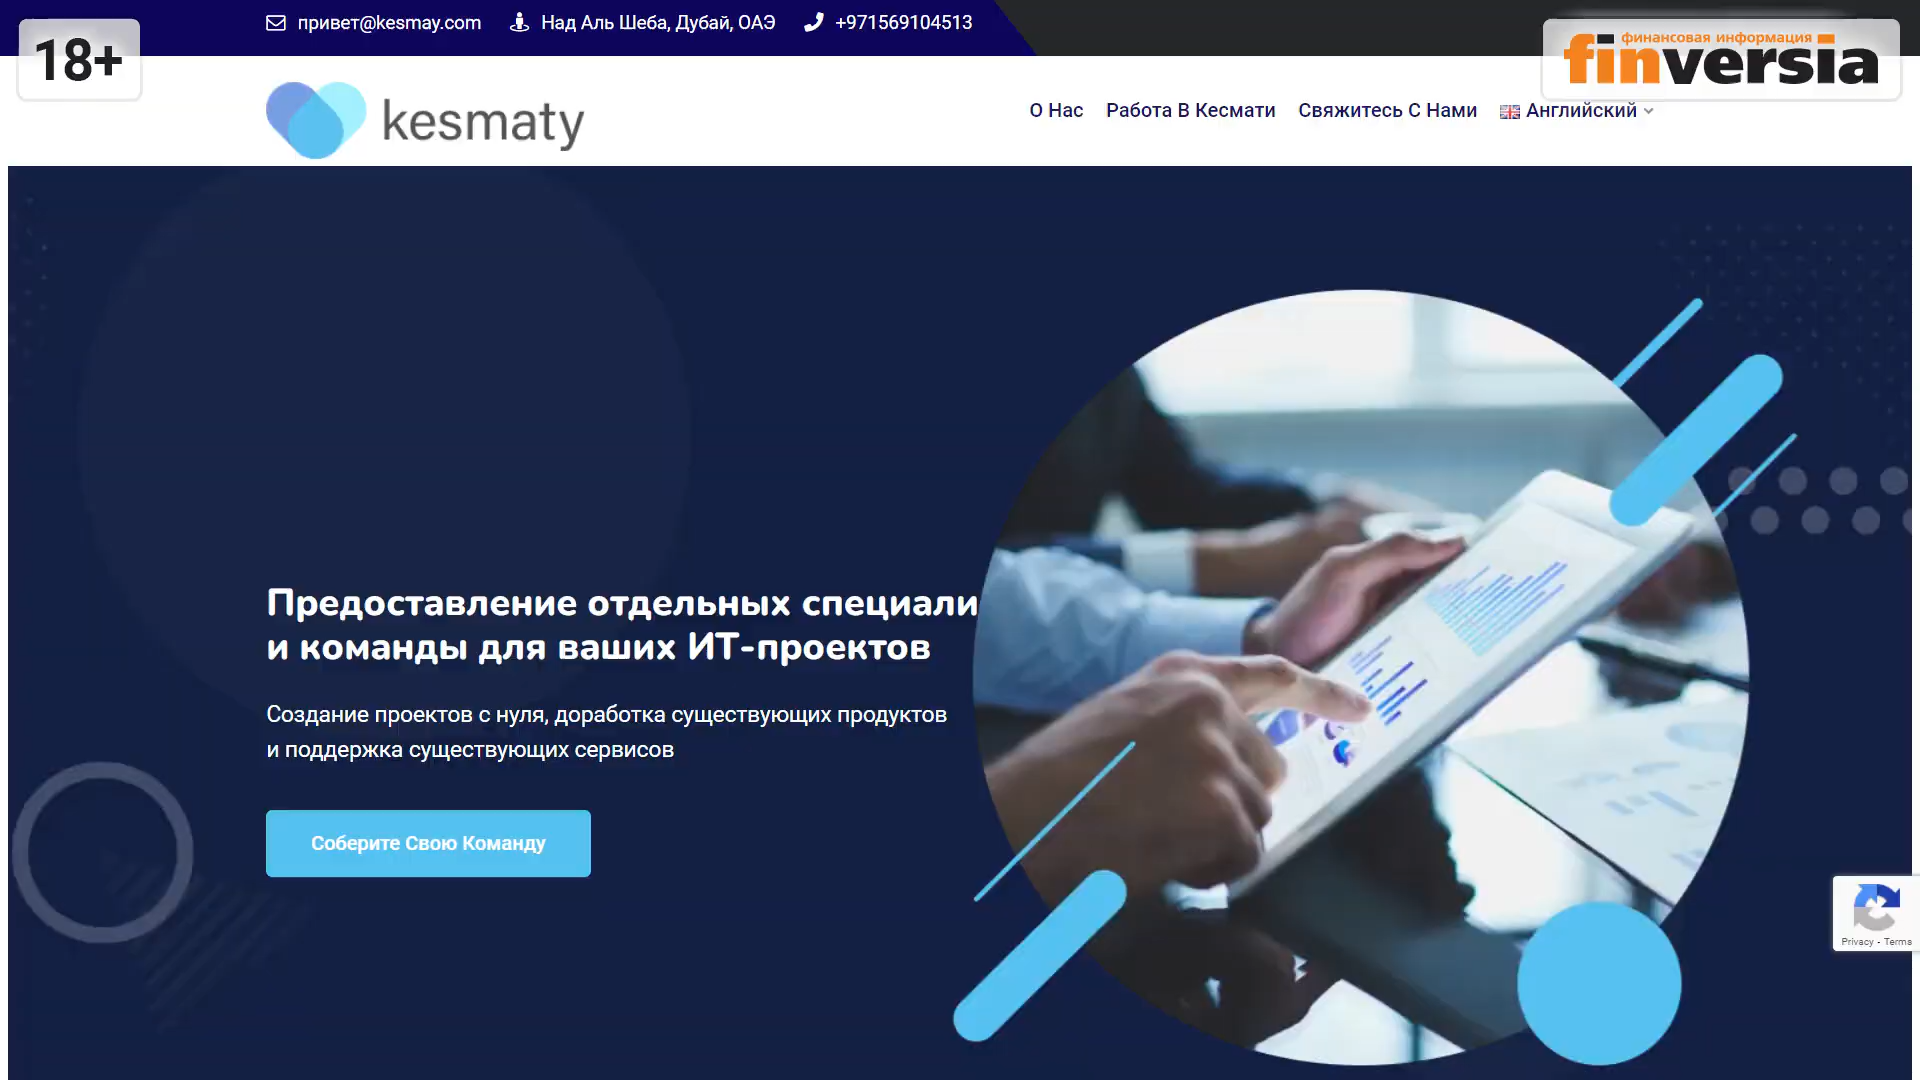 привет@kesmay.com
Над Аль Шеба, Дубай, ОАЭ
+971569104513
18+
финансовая информация
finversia
kesmaty
О Нас
Работа В Кесмати
Свяжитесь С Нами
Английский
Предоставление отдельных специали
и команды для ваших ИТ-проектов
Создание проектов с нуля, доработка существующих продуктов
и поддержка существующих сервисов
Соберите Свою Команду
Privacy - Terms